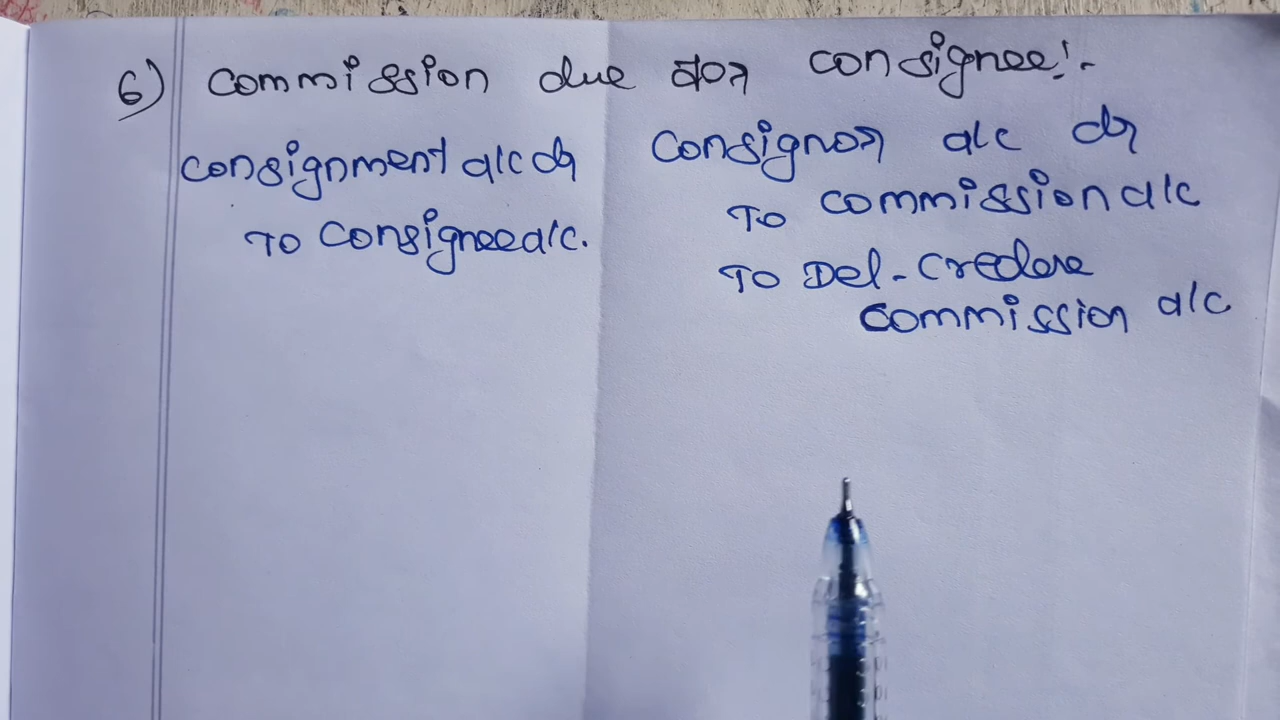 6) Commission due for consignee:-
Consignment a/c dr
To Consignee a/c.
Consignor a/c dr
To Commission a/c
To Del-Credere
Commission a/c